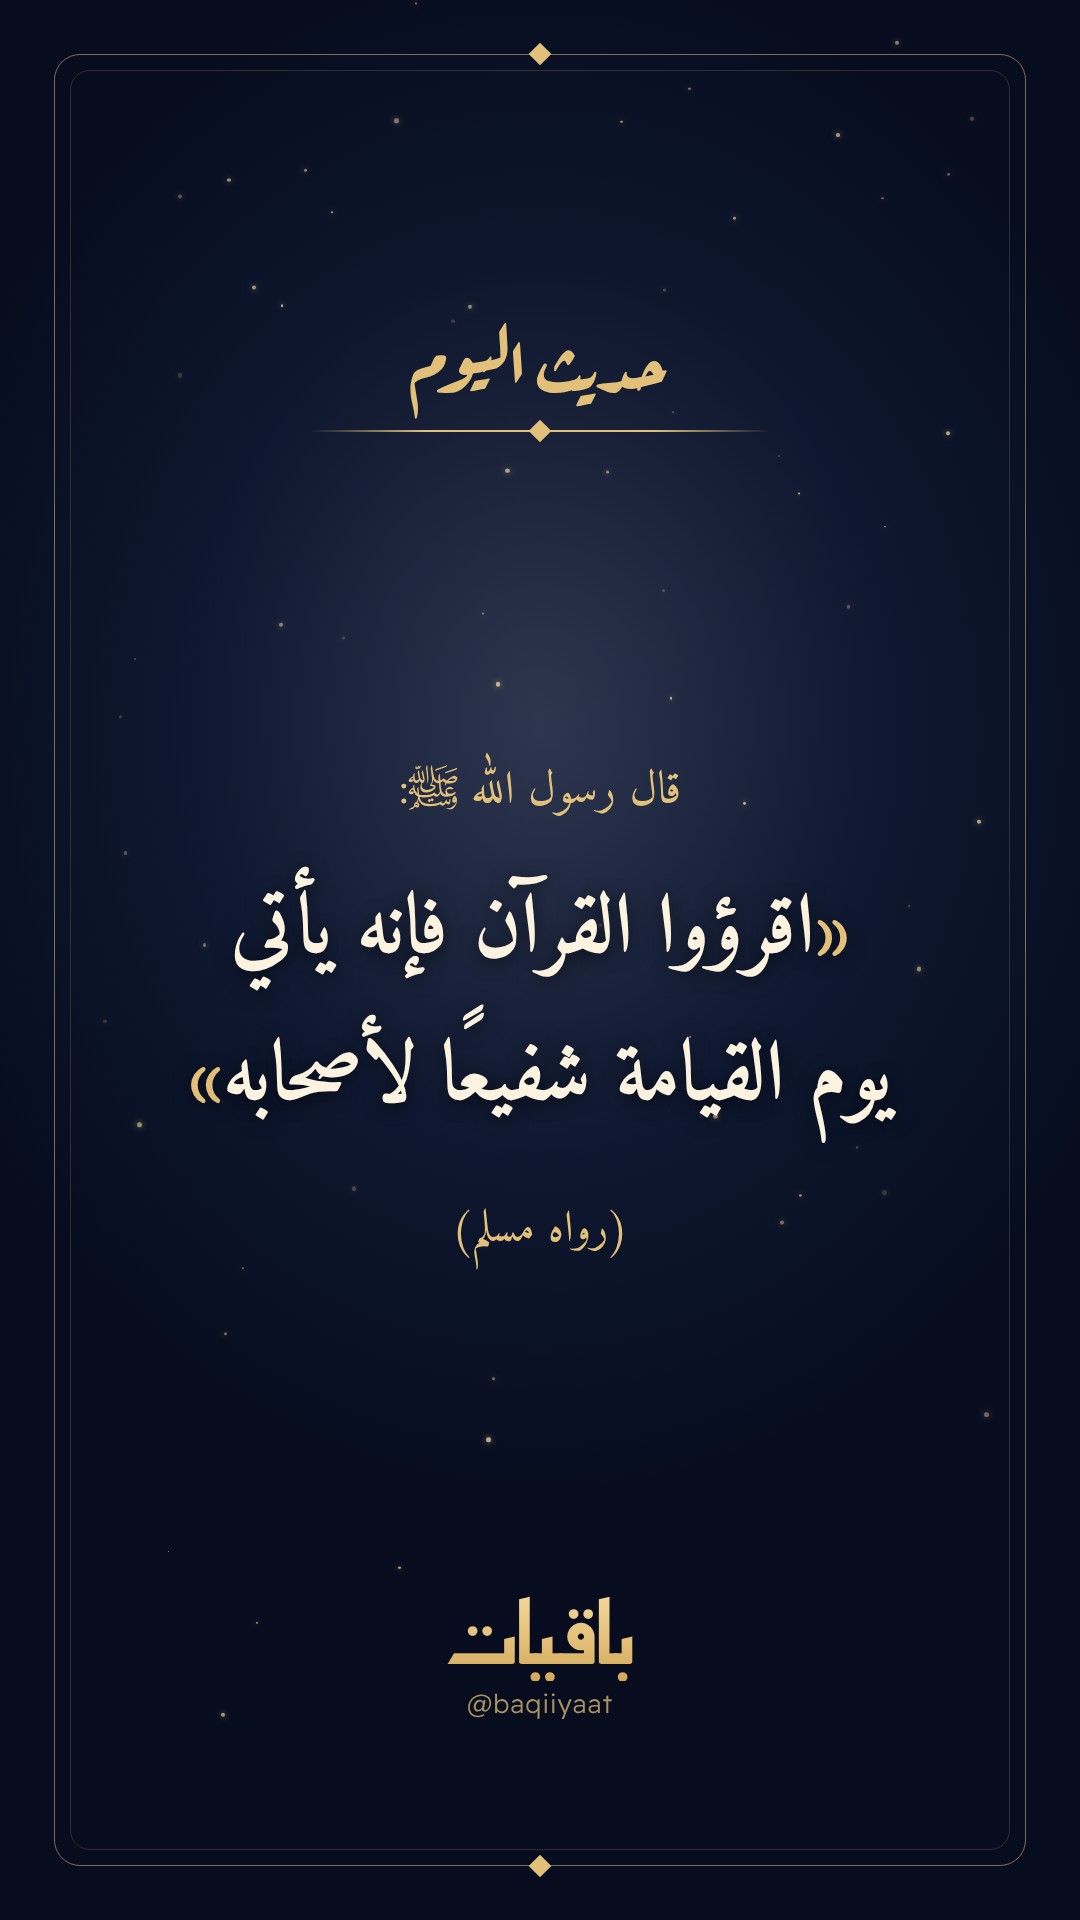 حديث اليوم
قال رسول الله ﷺ:
«اقرؤوا القرآن فإنه يأتي
يوم القيامة شفيعًا لأصحابه»
(رواه مسلم)
باقيات
@baqiiyaat